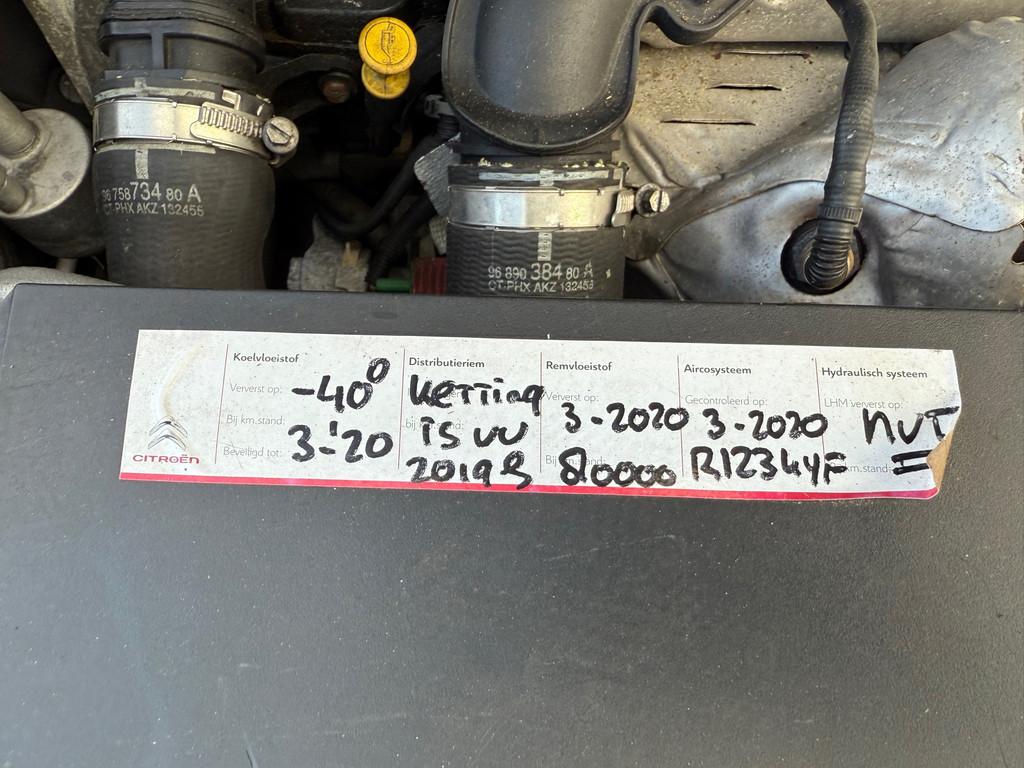 96 758 734 80 A
CT-PHX AKZ 132455
96 890 384 80 A
CT-PHX AKZ 132453
CITROËN
Koelvloeistof
Ververst op: -40°
Bij km.stand:
Beveiligd tot: 3-'20
Distributieriem
Ketting
is vv
2019
Remvloeistof
Ververst op:
3-2020
80000
Aircosysteem
Gecontroleerd op:
3-2020
R1234YF
Hydraulisch systeem
LHM ververst op:
NVT
km.stand: